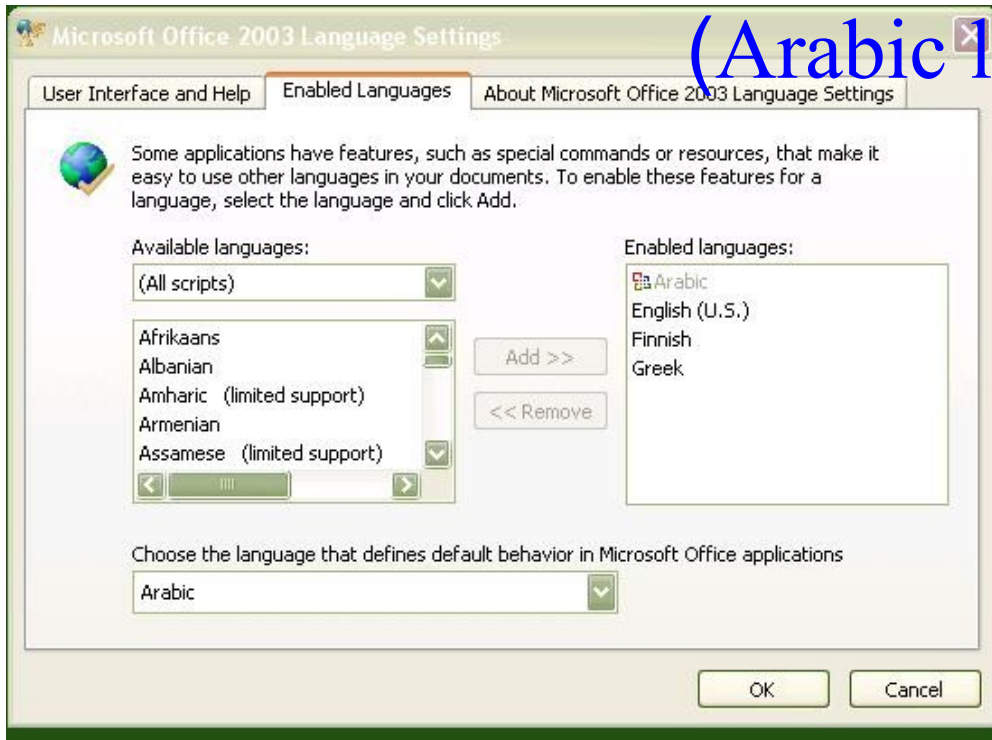 Microsoft Office 2003 Language Settings
(Arabic l
User Interface and Help
Enabled Languages
About Microsoft Office 2003 Language Settings
Some applications have features, such as special commands or resources, that make it
easy to use other languages in your documents. To enable these features for a
language, select the language and click Add.
Available languages:
(All scripts)
Afrikaans
Albanian
Amharic (limited support)
Armenian
Assamese (limited support)
Add >>
<< Remove
Enabled languages:
Arabic
English (U.S.)
Finnish
Greek
Choose the language that defines default behavior in Microsoft Office applications
Arabic
OK
Cancel